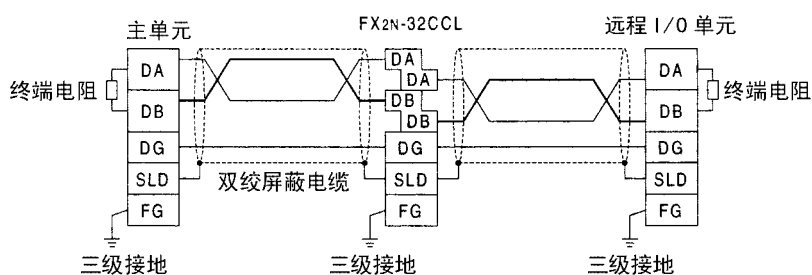 主单元
FX2N-32CCL
远程 I/O 单元
终端电阻
DA
DB
DG
SLD
FG
三级接地
双绞屏蔽电缆
DA
DA
DB
DB
DG
SLD
FG
三级接地
DA
DB
DG
SLD
FG
终端电阻
三级接地